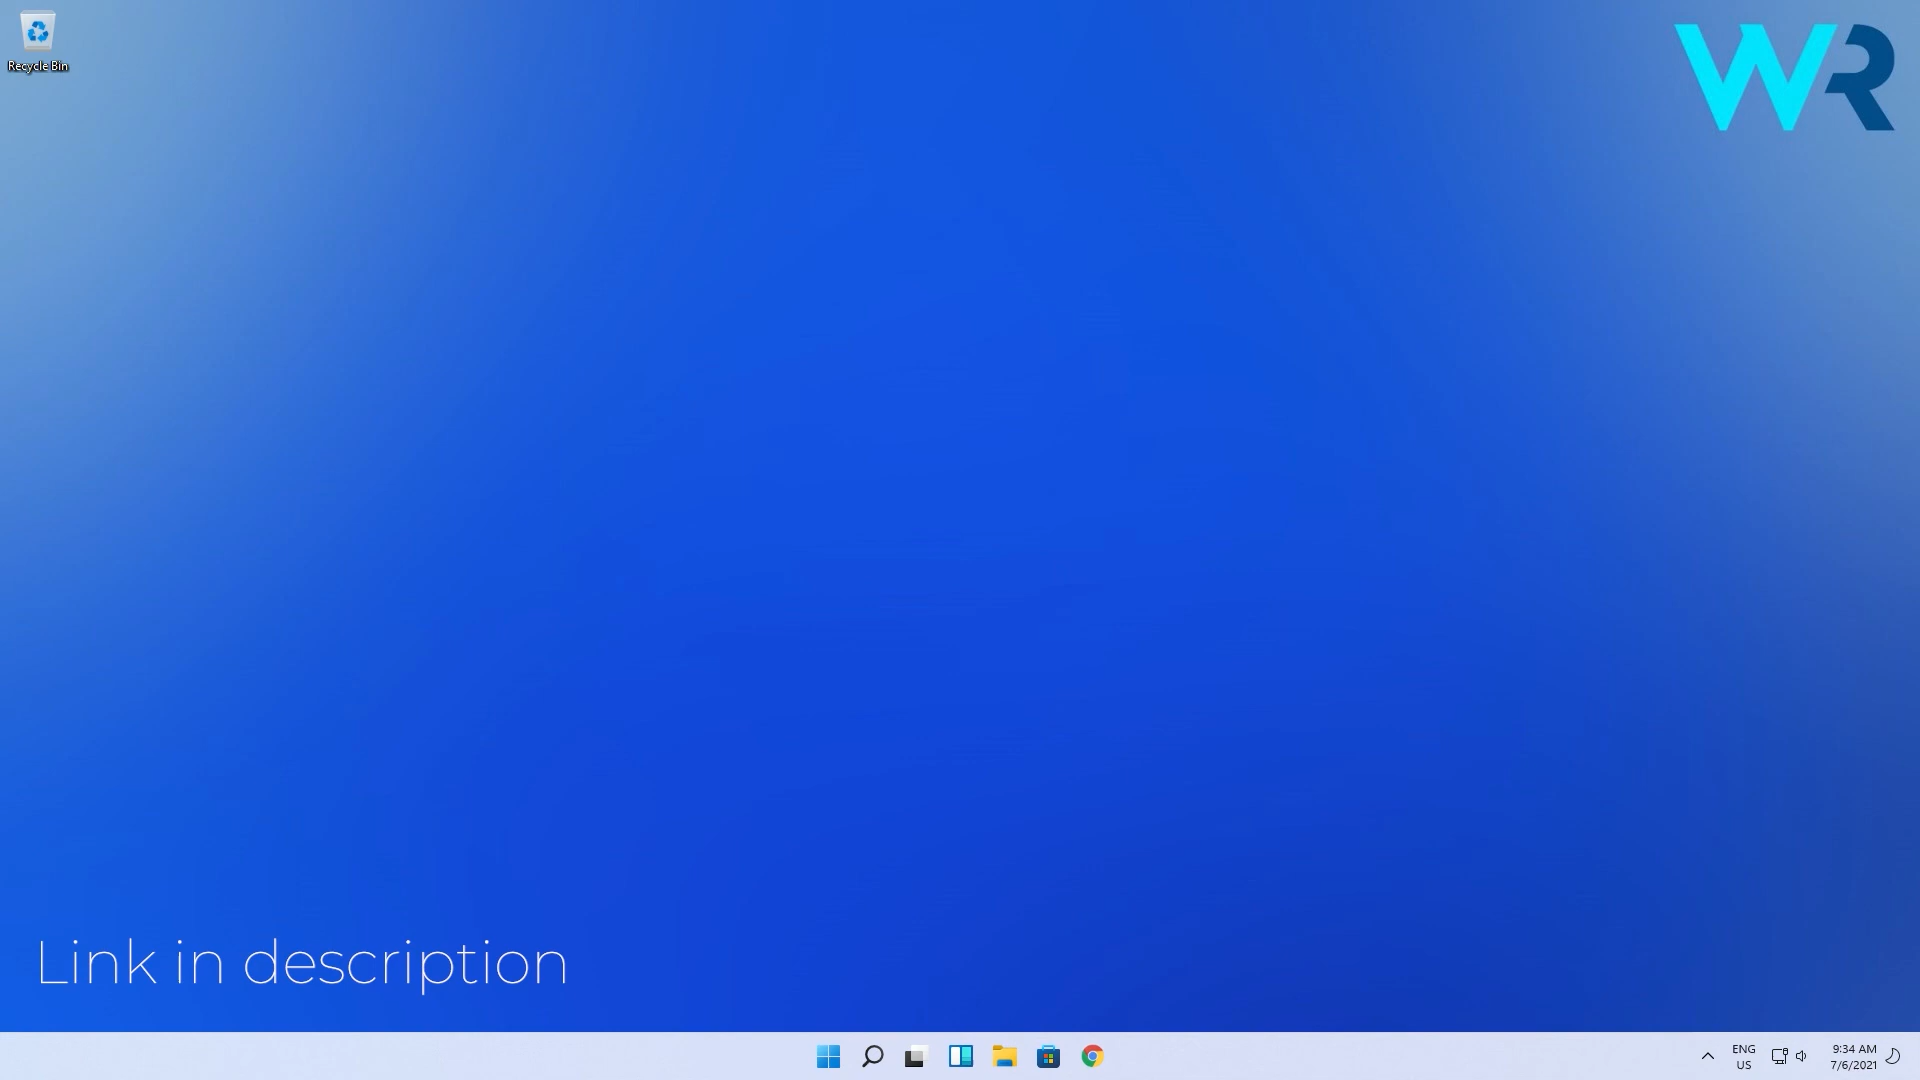 Recycle Bin
WR
Link in description
ENG
US
9:34 AM
7/6/2021